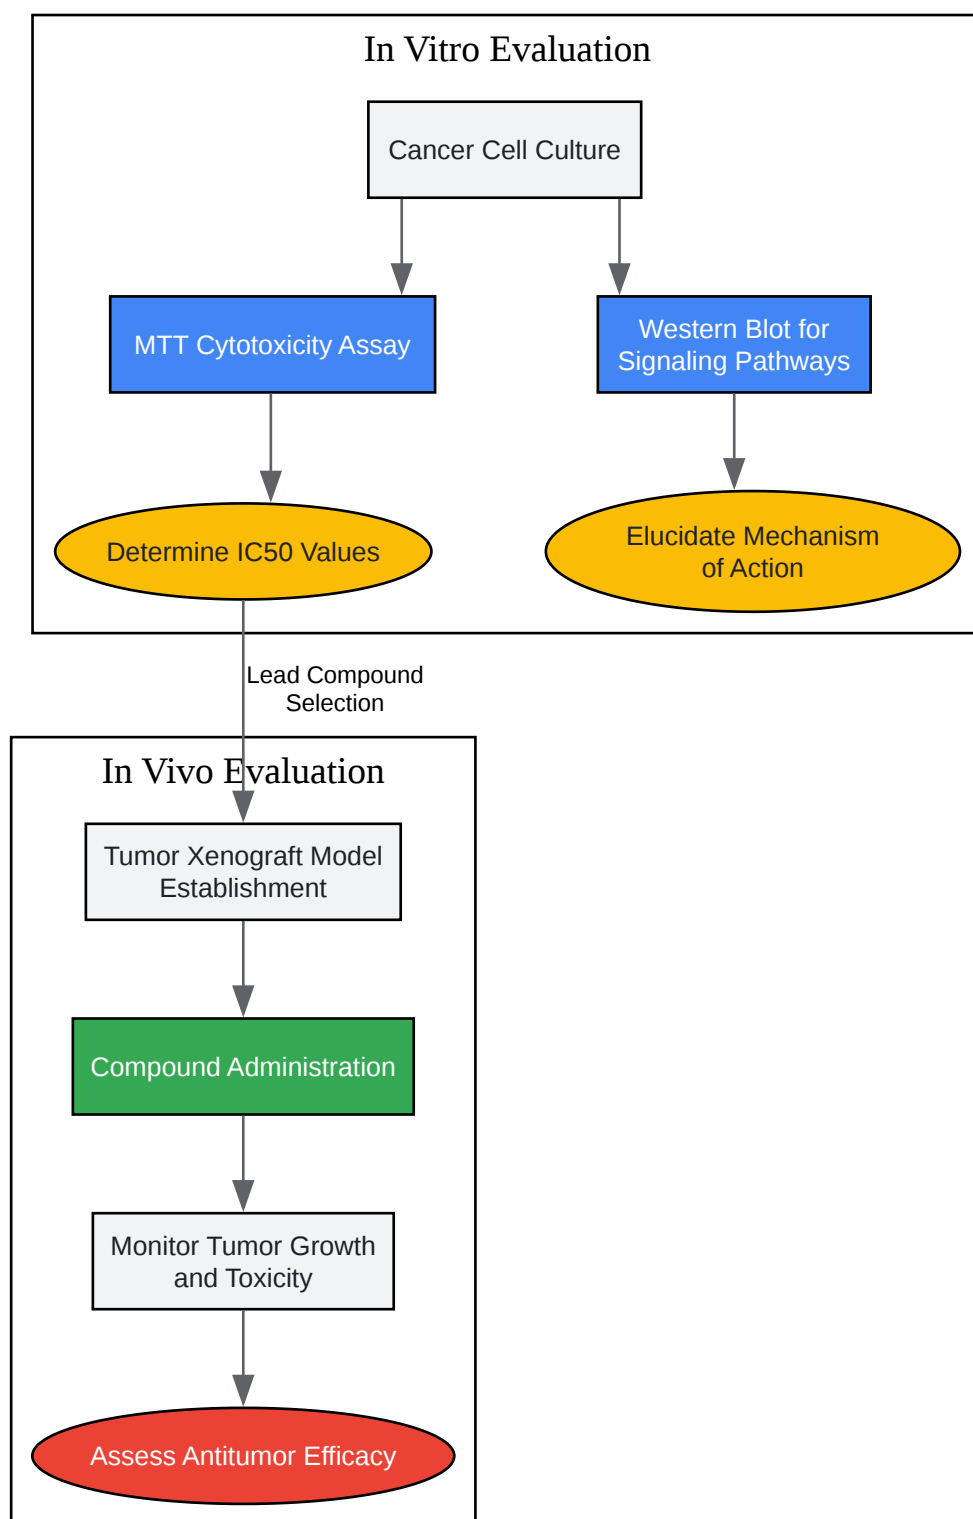 In Vitro Evaluation
Cancer Cell Culture
MTT Cytotoxicity Assay
Western Blot for
Signaling Pathways
Determine IC50 Values
Elucidate Mechanism
of Action
Lead Compound
Selection
In Vivo Evaluation
Tumor Xenograft Model
Establishment
Compound Administration
Monitor Tumor Growth
and Toxicity
Assess Antitumor Efficacy